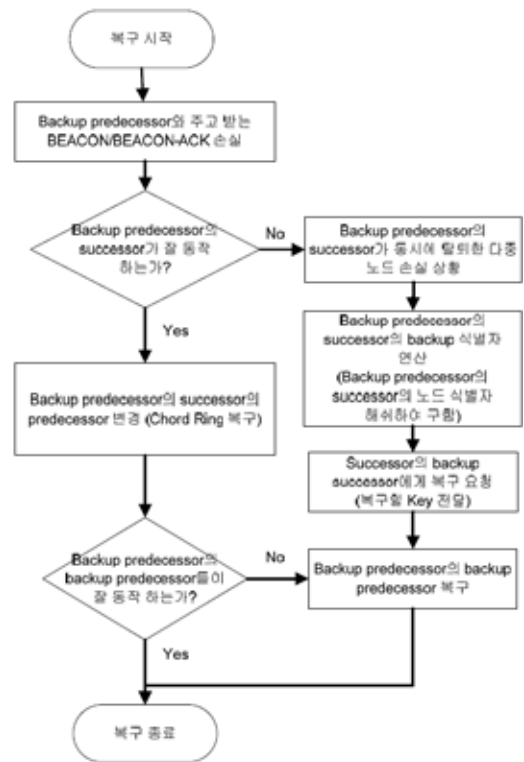 복구 시작
Backup predecessor와 주고 받는
BEACON/BEACON-ACK 손실
Backup predecessor의
successor가 잘 동작
하는가?
No
Backup predecessor의
successor가 동시에 탈퇴한 다중
노드 손실 상황
Yes
Backup predecessor의
successor의 backup 식별자
연산
(Backup predecessor의
successor의 노드 식별자
해쉬하여 구함)
Backup predecessor의 successor의
predecessor 변경 (Chord Ring 복구)
Successor의 backup
successor에게 복구 요청
(복구할 Key 전달)
Backup predecessor의
backup predecessor들이
잘 동작 하는가?
No
Backup predecessor의 backup
predecessor 복구
Yes
복구 종료